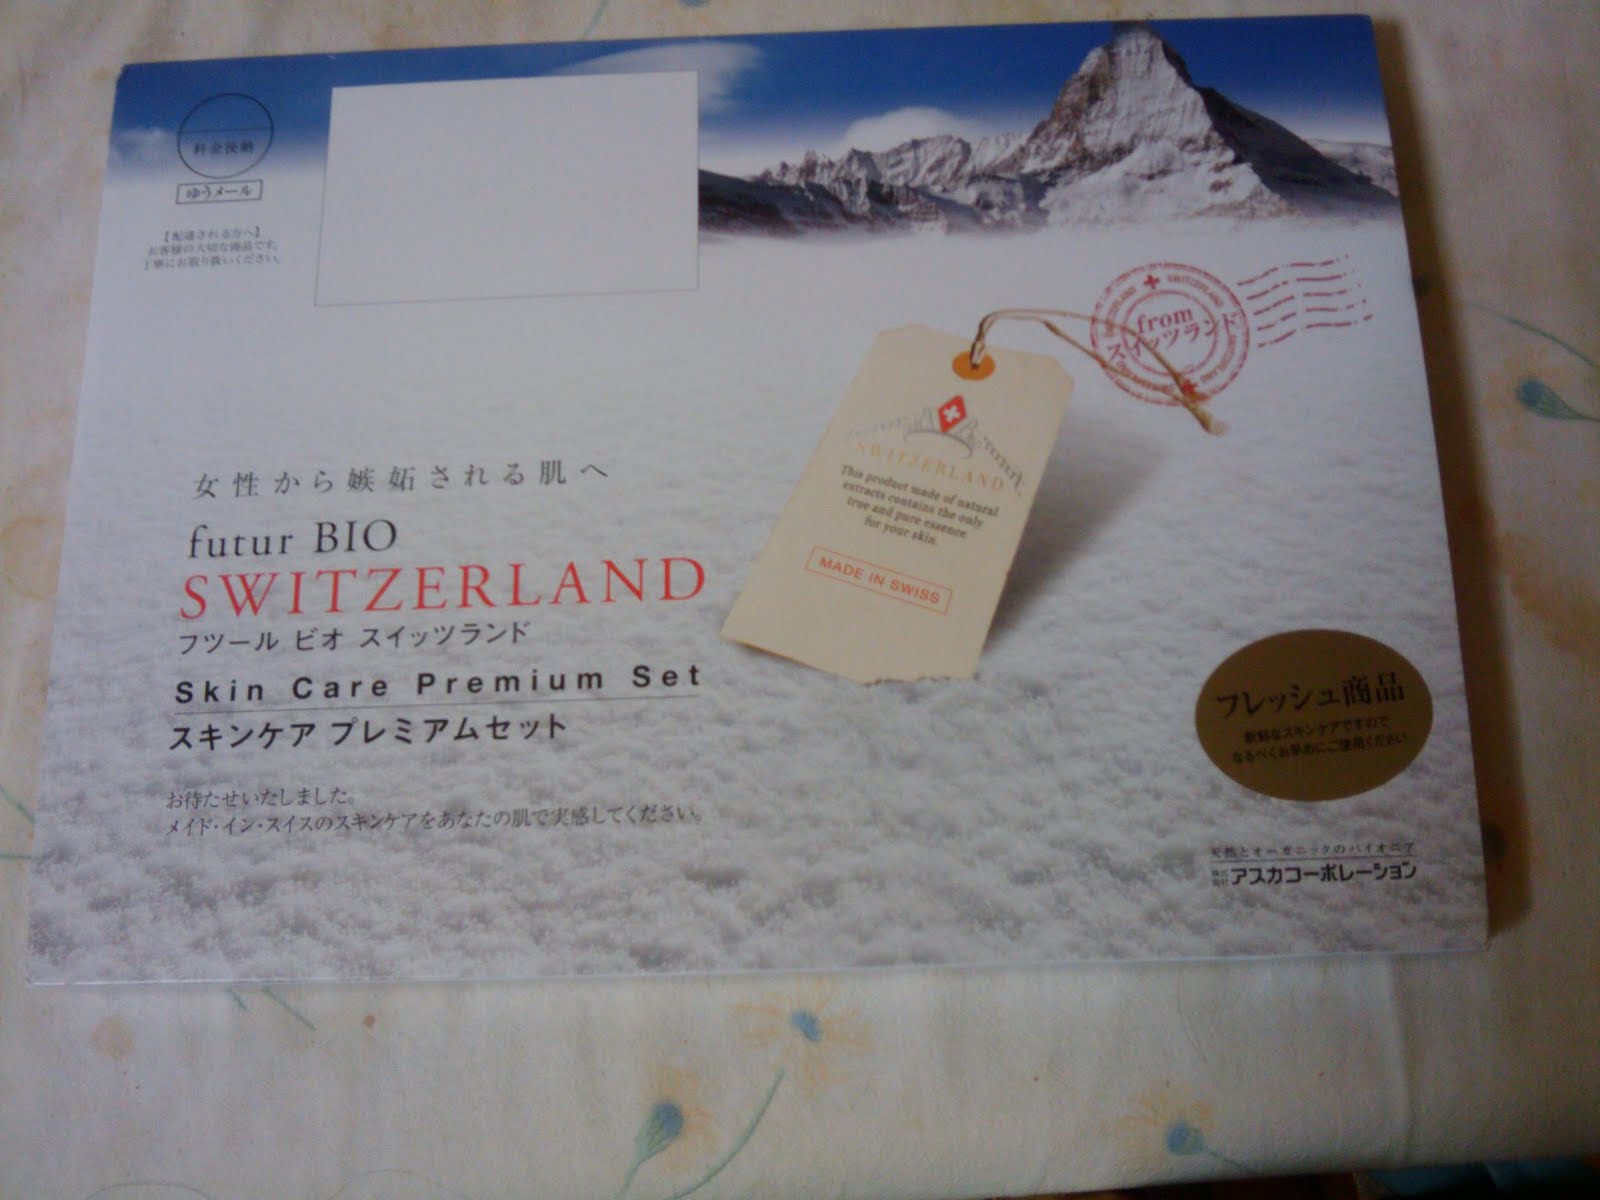 料金後納
ゆうメール
【配達される方へ】
お客様の大切な商品です。
丁寧にお取り扱いください。
from
スイッツランド
SWITZERLAND
SWITZERLAND
This product made of natural
extracts contains the only
true and pure essence
for your skin.
MADE IN SWISS
女性から嫉妬される肌へ
futur BIO
SWITZERLAND
フツール ビオ スイッツランド
Skin Care Premium Set
スキンケア プレミアムセット
お待たせいたしました。
メイド・イン・スイスのスキンケアをあなたの肌で実感してください。
フレッシュ商品
新鮮なスキンケアですので
なるべくお早めにご使用ください
天然とオーガニックのパイオニア
株式会社 アスカコーポレーション